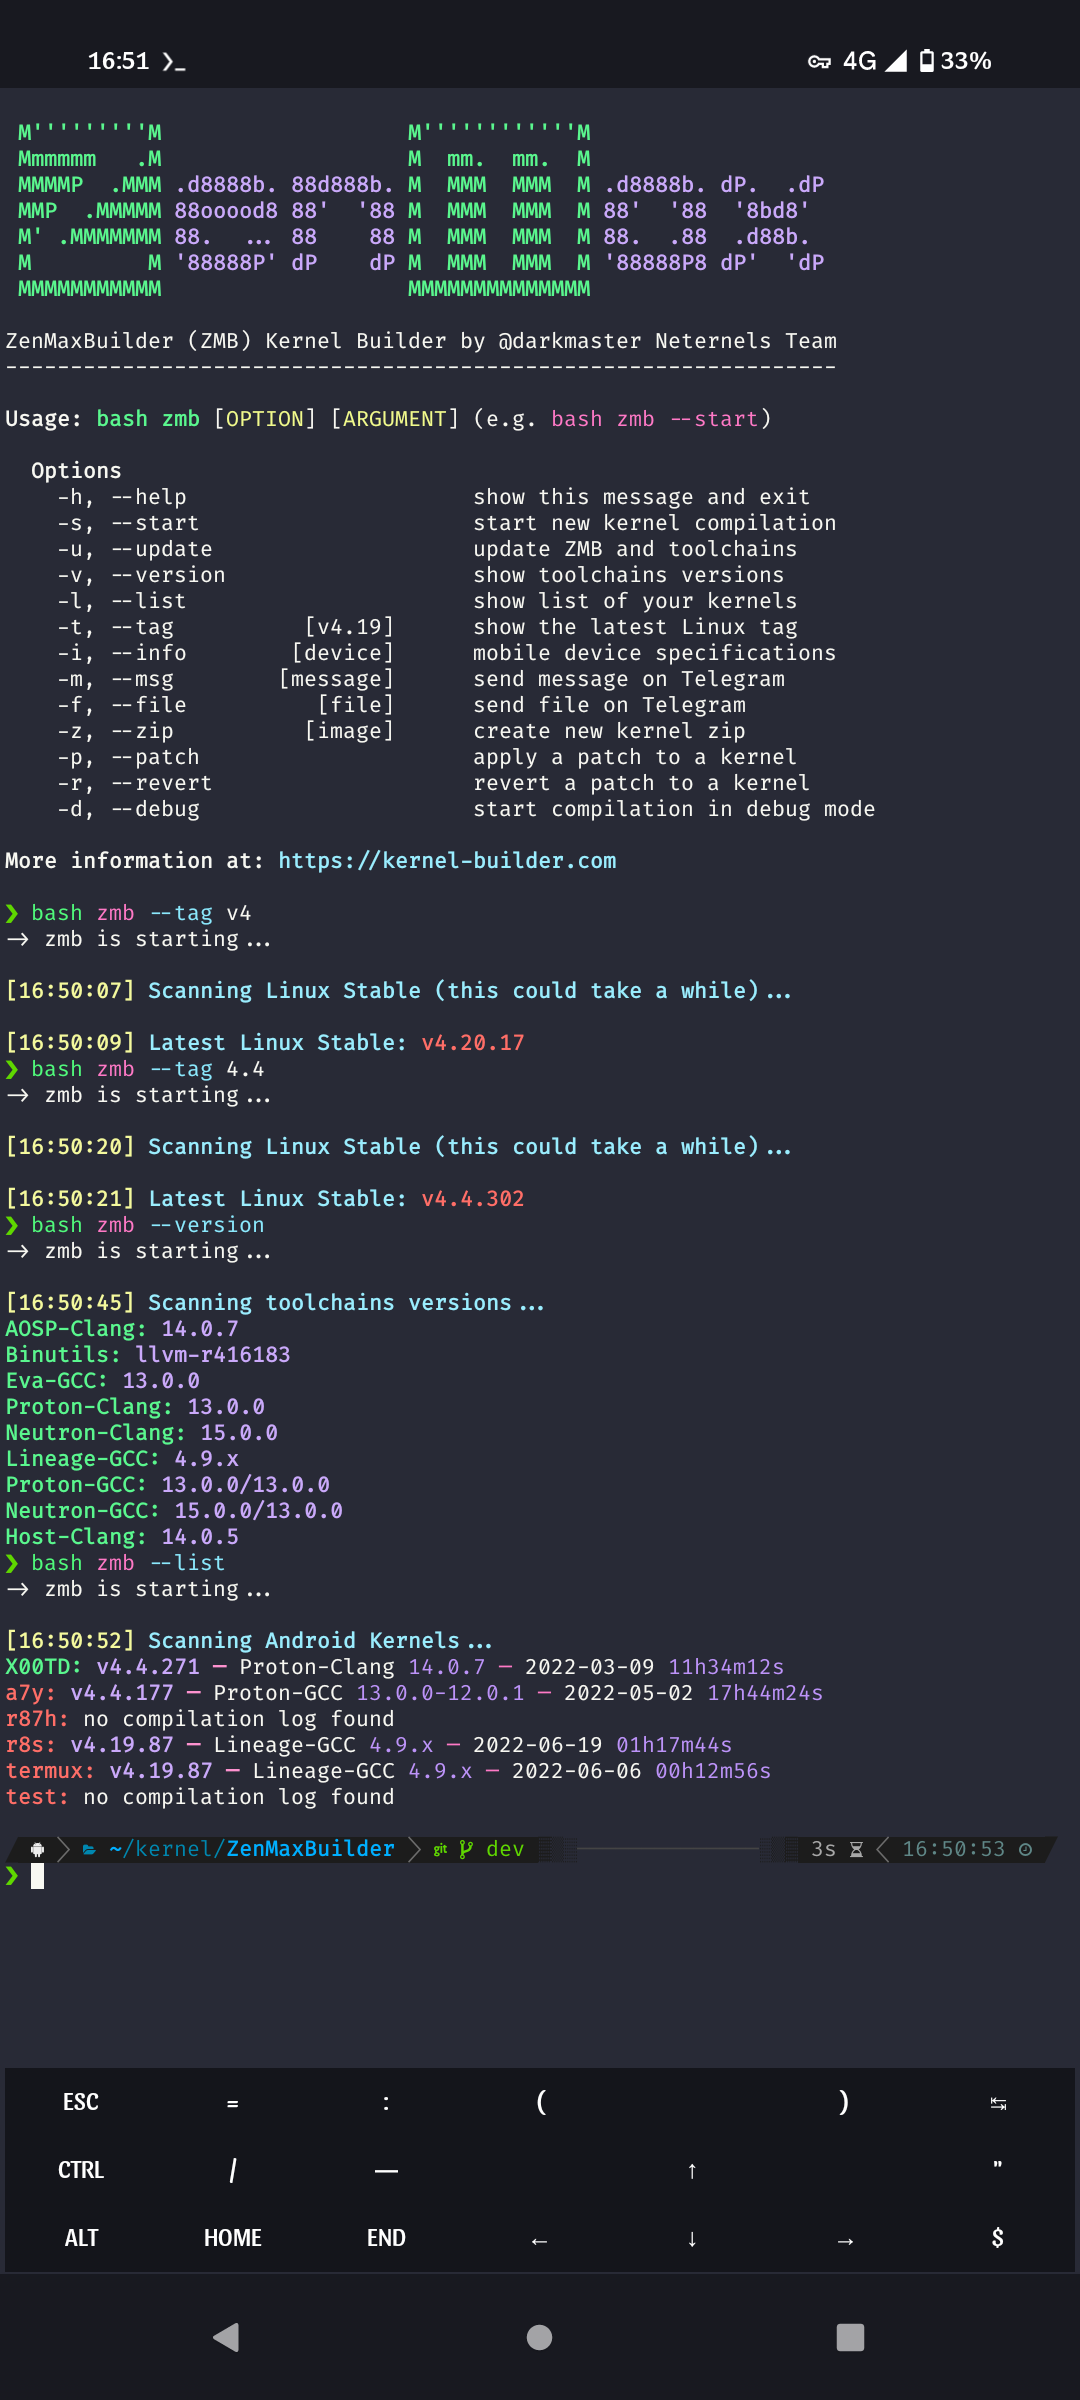 16:51 ❯_ 4G 33%
M'''''''''M                   M''''''''''''M
Mmmmmm   .M                   M  mm.  mm.  M
MMMMP  .MMM .d8888b. 88d888b. M  MMM  MMM  M .d8888b. dP.  .dP
MMP  .MMMMM 88ooood8 88'  '88 M  MMM  MMM  M 88'  '88  '8bd8'
M' .MMMMMMM 88.  ... 88    88 M  MMM  MMM  M 88.  .88  .d88b.
M         M '88888P' dP    dP M  MMM  MMM  M '88888P8 dP'  'dP
MMMMMMMMMMM                   MMMMMMMMMMMMMM
ZenMaxBuilder (ZMB) Kernel Builder by @darkmaster Neternels Team
----------------------------------------------------------------
Usage: bash zmb [OPTION] [ARGUMENT] (e.g. bash zmb --start)
Options
-h, --help                      show this message and exit
-s, --start                     start new kernel compilation
-u, --update                    update ZMB and toolchains
-v, --version                   show toolchains versions
-l, --list                      show list of your kernels
-t, --tag          [v4.19]      show the latest Linux tag
-i, --info        [device]      mobile device specifications
-m, --msg        [message]      send message on Telegram
-f, --file          [file]      send file on Telegram
-z, --zip          [image]      create new kernel zip
-p, --patch                     apply a patch to a kernel
-r, --revert                    revert a patch to a kernel
-d, --debug                     start compilation in debug mode
More information at: https://kernel-builder.com
❯ bash zmb --tag v4
-> zmb is starting...
[16:50:07] Scanning Linux Stable (this could take a while)...
[16:50:09] Latest Linux Stable: v4.20.17
❯ bash zmb --tag 4.4
-> zmb is starting...
[16:50:20] Scanning Linux Stable (this could take a while)...
[16:50:21] Latest Linux Stable: v4.4.302
❯ bash zmb --version
-> zmb is starting...
[16:50:45] Scanning toolchains versions...
AOSP-Clang: 14.0.7
Binutils: llvm-r416183
Eva-GCC: 13.0.0
Proton-Clang: 13.0.0
Neutron-Clang: 15.0.0
Lineage-GCC: 4.9.x
Proton-GCC: 13.0.0/13.0.0
Neutron-GCC: 15.0.0/13.0.0
Host-Clang: 14.0.5
❯ bash zmb --list
-> zmb is starting...
[16:50:52] Scanning Android Kernels...
X00TD: v4.4.271 — Proton-Clang 14.0.7 — 2022-03-09 11h34m12s
a7y: v4.4.177 — Proton-GCC 13.0.0-12.0.1 — 2022-05-02 17h44m24s
r87h: no compilation log found
r8s: v4.19.87 — Lineage-GCC 4.9.x — 2022-06-19 01h17m44s
termux: v4.19.87 — Lineage-GCC 4.9.x — 2022-06-06 00h12m56s
test: no compilation log found
~/kernel/ZenMaxBuilder git dev 3s 16:50:53
❯
ESC = : ( ) ↹
CTRL / — ↑ "
ALT HOME END ← ↓ → $